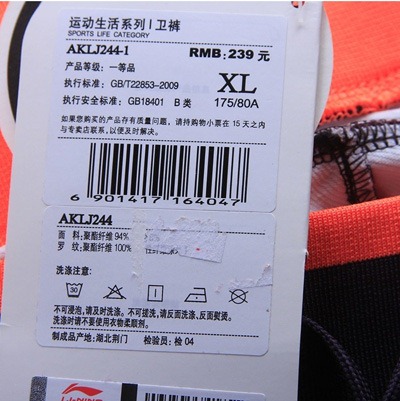 运动生活系列 | 卫裤
SPORTS LIFE CATEGORY
AKLJ244-1
RMB: 239 元
产品等级: 一等品
执行标准: GB/T22853-2009
XL
执行安全标准: GB18401 B 类
175/80A
如果您购买的产品存有质量问题, 请持购物小票在 15 天之内
与专卖店联系,以便及时解决.
6 901417 164047
AKLJ244
面 料:聚酯纤维 94%
罗 纹:聚酯纤维 100%
洗涤注意:
30
不可浸泡,请及时洗涤. 不可拧搓,请反面洗涤、反面熨烫.
洗涤时请不要使用衣物柔顺剂.
制成品产地: 湖北荆门 检验员: 检 04
LI-NING